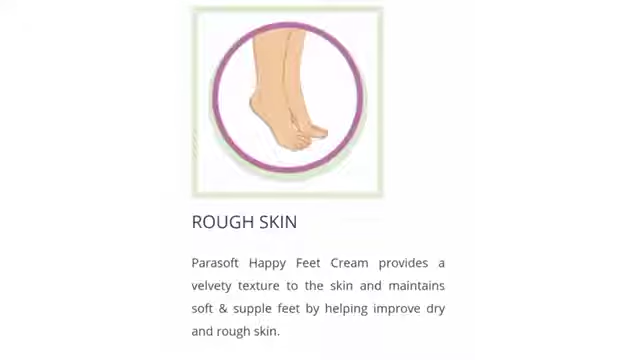 ROUGH SKIN
Parasoft Happy Feet Cream provides a
velvety texture to the skin and maintains
soft & supple feet by helping improve dry
and rough skin.